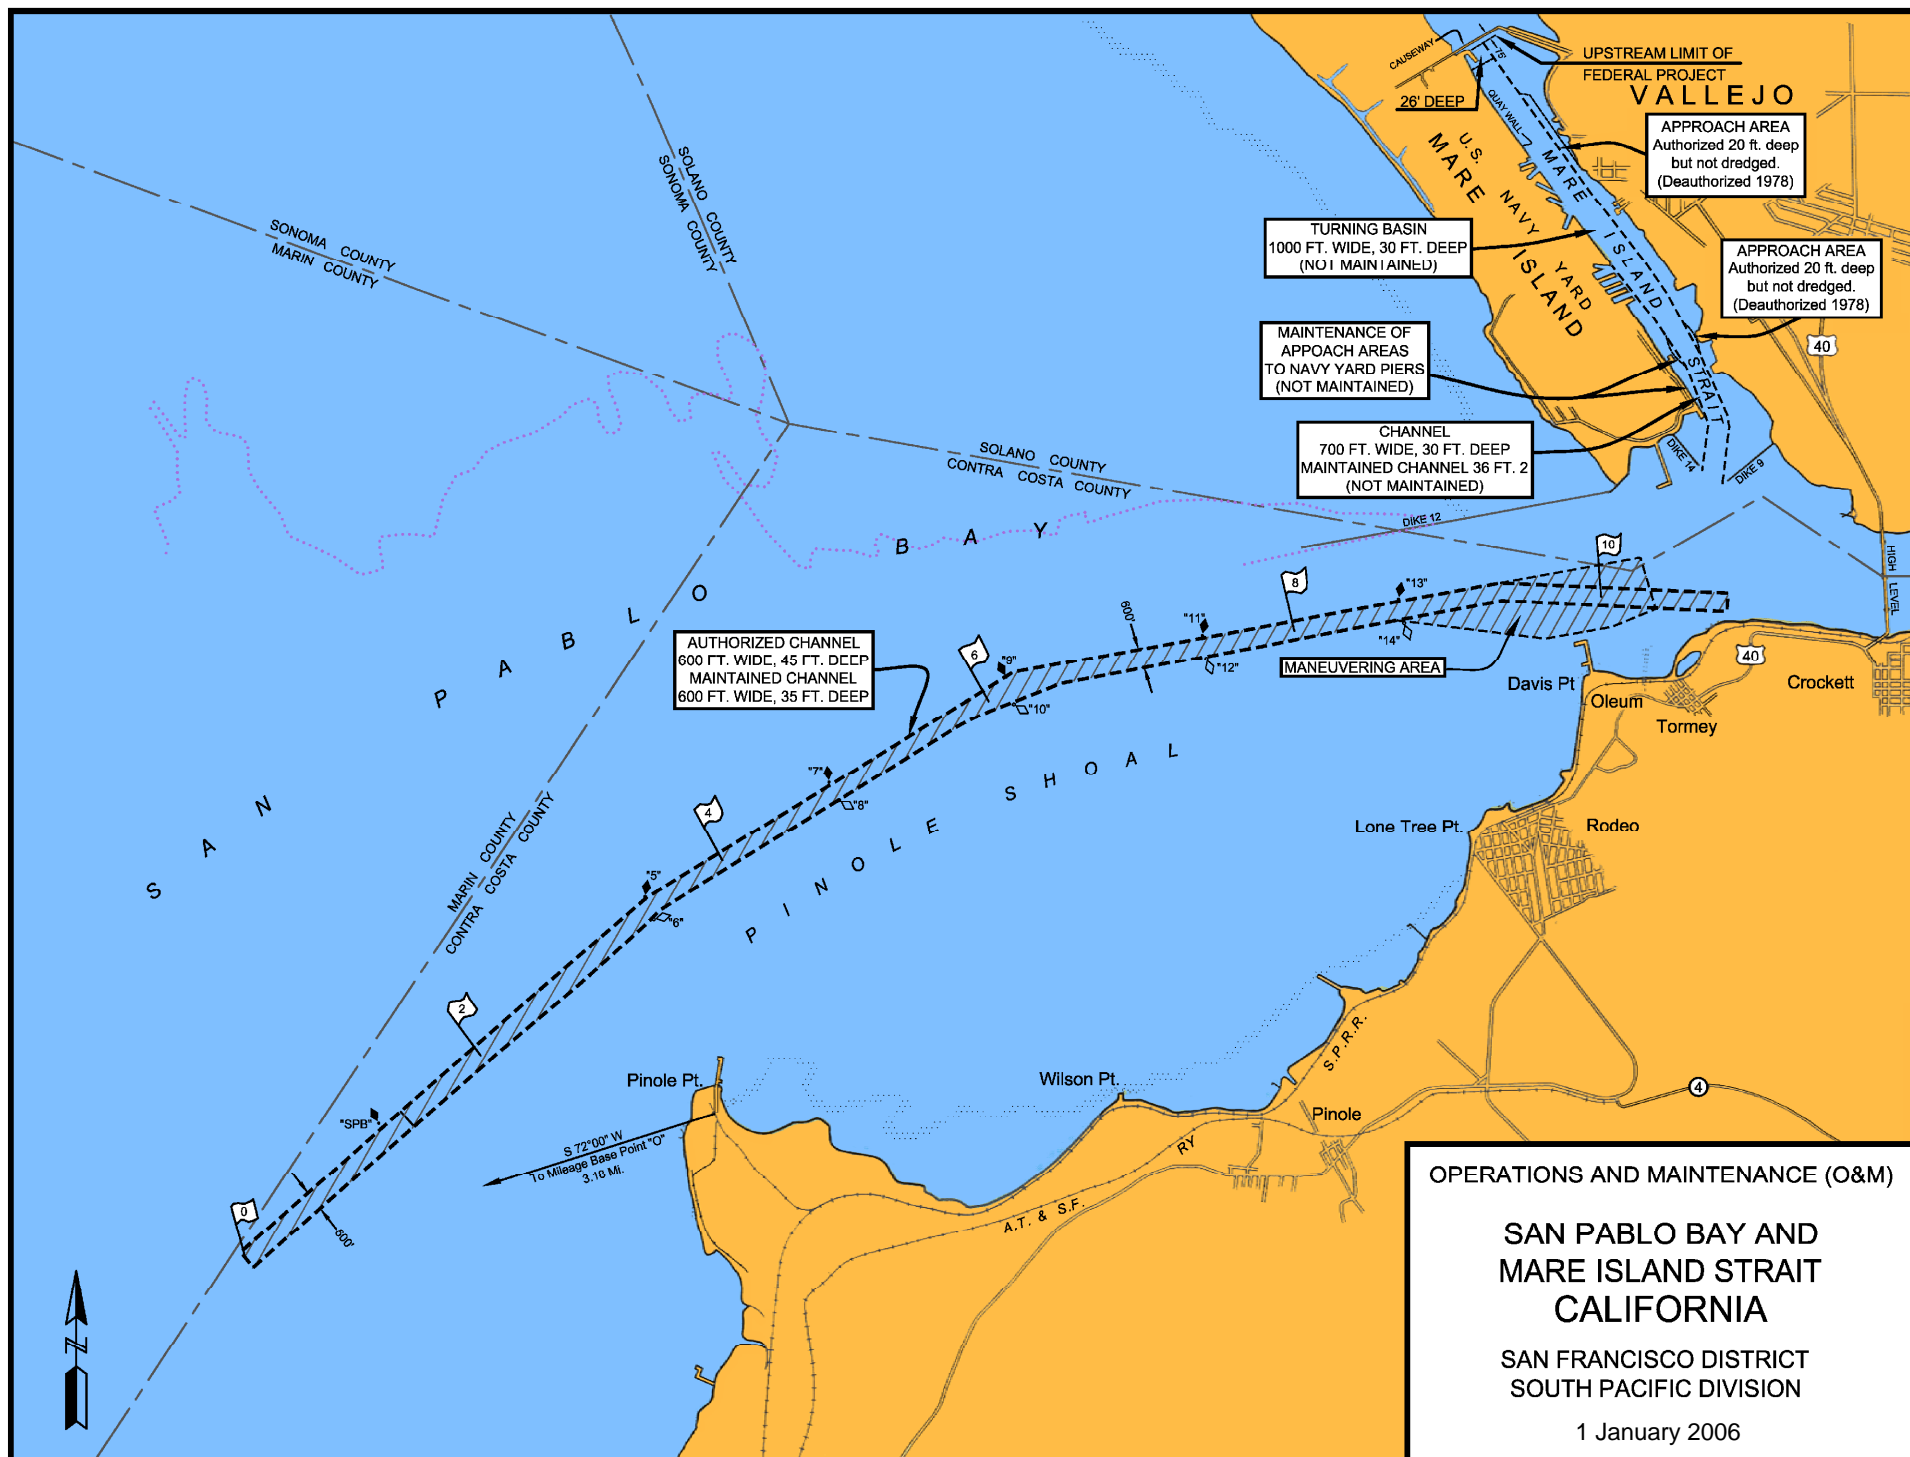 CAUSEWAY
75'
UPSTREAM LIMIT OF
FEDERAL PROJECT
VALLEJO
26' DEEP
QUAY WALL
APPROACH AREA
Authorized 20 ft. deep
but not dredged.
(Deauthorized 1978)
U.S.
NAVY
YARD
MARE
ISLAND
MARE ISLAND STRAIT
TURNING BASIN
1000 FT. WIDE, 30 FT. DEEP
(NOT MAINTAINED)
APPROACH AREA
Authorized 20 ft. deep
but not dredged.
(Deauthorized 1978)
40
MAINTENANCE OF
APPOACH AREAS
TO NAVY YARD PIERS
(NOT MAINTAINED)
CHANNEL
700 FT. WIDE, 30 FT. DEEP
MAINTAINED CHANNEL 36 FT. 2
(NOT MAINTAINED)
DIKE 14
DIKE 9
DIKE 12
SOLANO COUNTY
SONOMA COUNTY
SONOMA COUNTY
MARIN COUNTY
SOLANO COUNTY
CONTRA COSTA COUNTY
SAN PABLO BAY
10
8
"13"
"14"
"11"
"12"
600'
6
"9"
"10"
HIGH LEVEL
AUTHORIZED CHANNEL
600 FT. WIDE, 45 FT. DEEP
MAINTAINED CHANNEL
600 FT. WIDE, 35 FT. DEEP
MANEUVERING AREA
Davis Pt
Oleum
Tormey
40
Crockett
"7"
"8"
4
PINOLE SHOAL
Lone Tree Pt.
Rodeo
MARIN COUNTY
CONTRA COSTA COUNTY
"5"
"6"
2
"SPB"
Pinole Pt.
Wilson Pt.
S.P.R.R.
Pinole
4
S 72°00" W
To Mileage Base Point "O"
3.10 Mi.
0
600'
A.T. & S.F.
RY
N
OPERATIONS AND MAINTENANCE (O&M)
SAN PABLO BAY AND
MARE ISLAND STRAIT
CALIFORNIA
SAN FRANCISCO DISTRICT
SOUTH PACIFIC DIVISION
1 January 2006